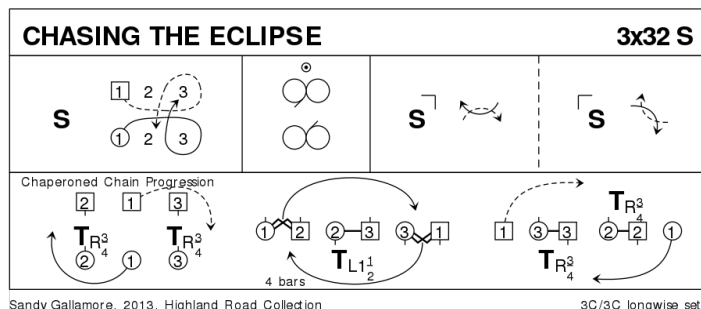 CHASING THE ECLIPSE 3x32 S
1 2 3
S
1 2 3
S
S
Chaperoned Chain Progression
2 1 3
T R 3/4 T R 3/4
2 1 3
1 2 2 3 3 1
T L1 1/2
4 bars
T R 3/4
1 3 3 2 2 1
T R 3/4
Sandy Gallamore, 2013, Highland Road Collection 3C/3C longwise set